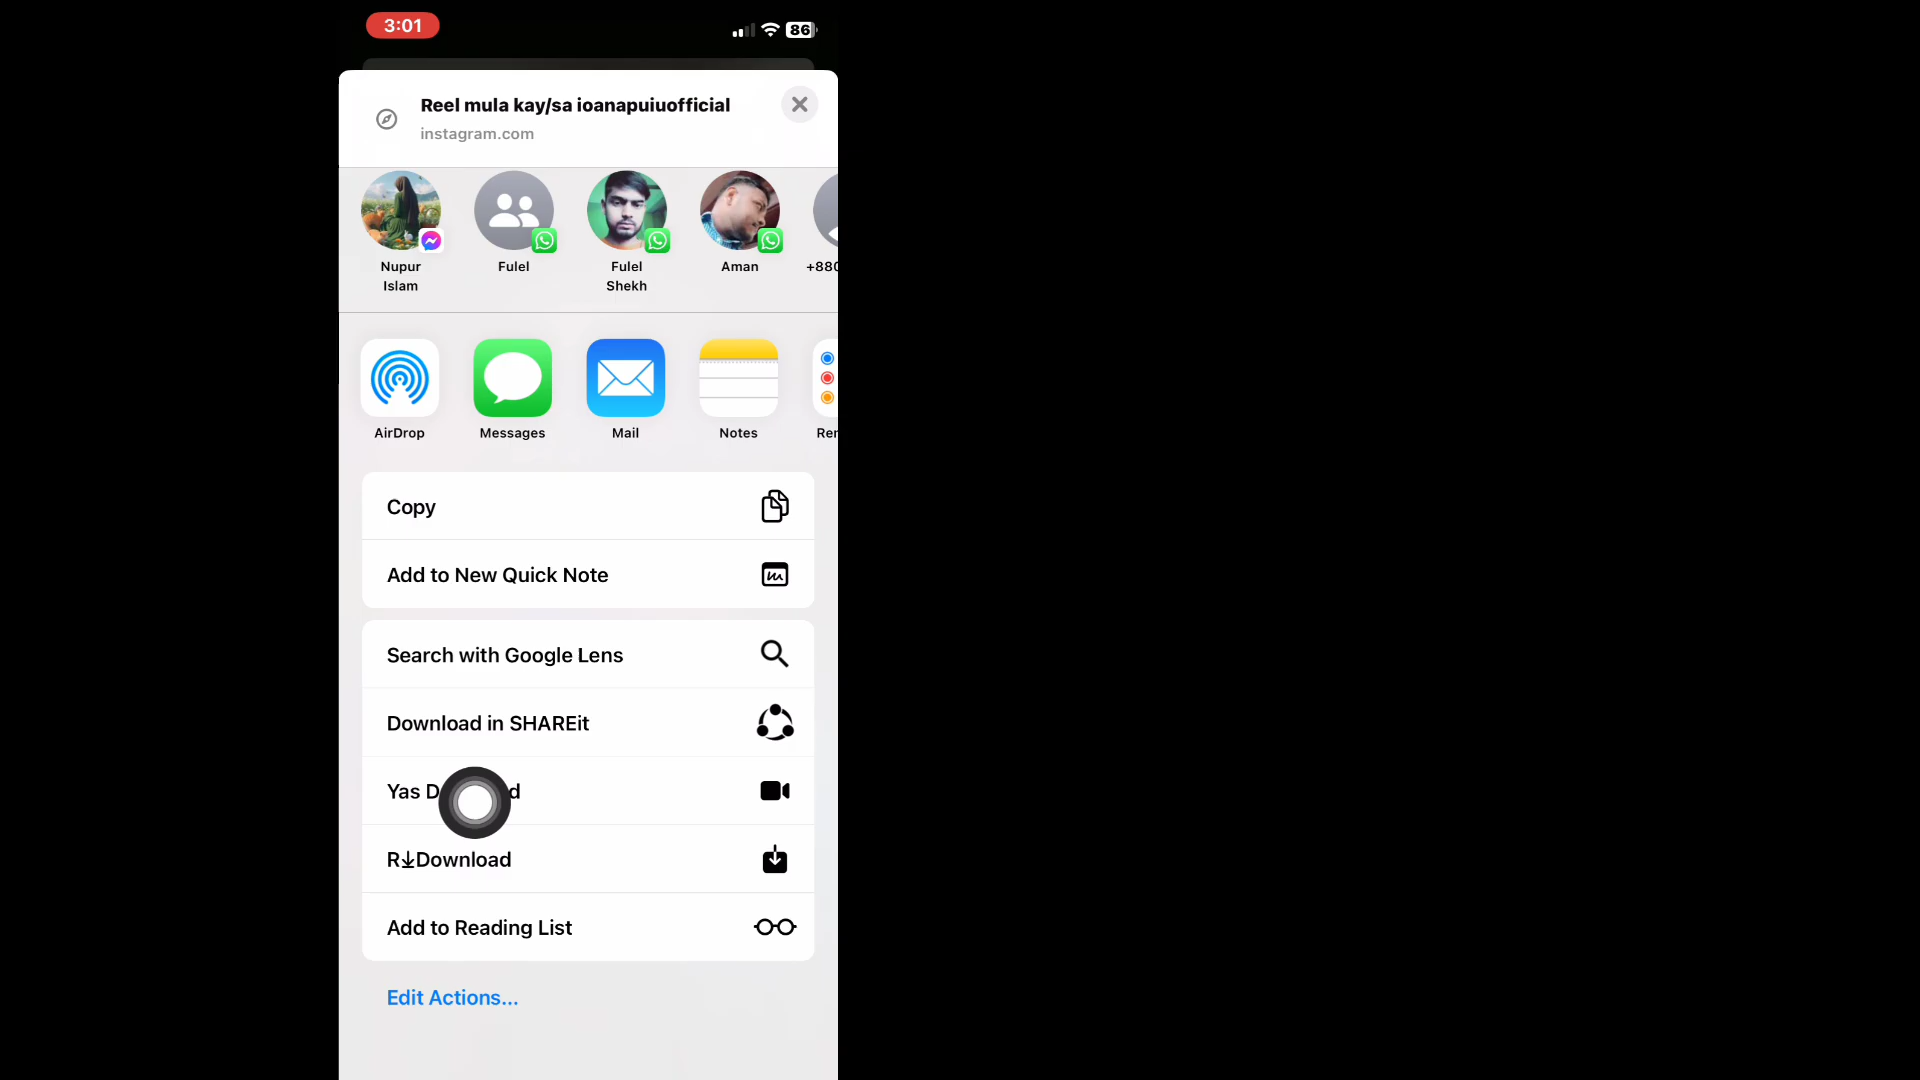 3:01
86
Reel mula kay/sa ioanapuiuofficial
instagram.com
Nupur
Islam
Fulel
Fulel
Shekh
Aman
+880
AirDrop
Messages
Mail
Notes
Copy
Add to New Quick Note
Search with Google Lens
Download in SHAREit
Yas
R↓Download
Add to Reading List
Edit Actions...